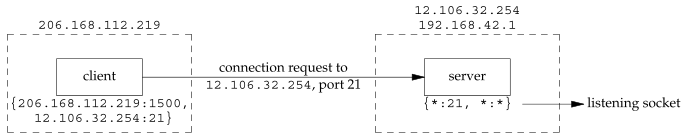 206.168.112.219
12.106.32.254
192.168.42.1
client
connection request to
12.106.32.254, port 21
server
{206.168.112.219:1500,
12.106.32.254:21}
{*:21, *:*}
listening socket